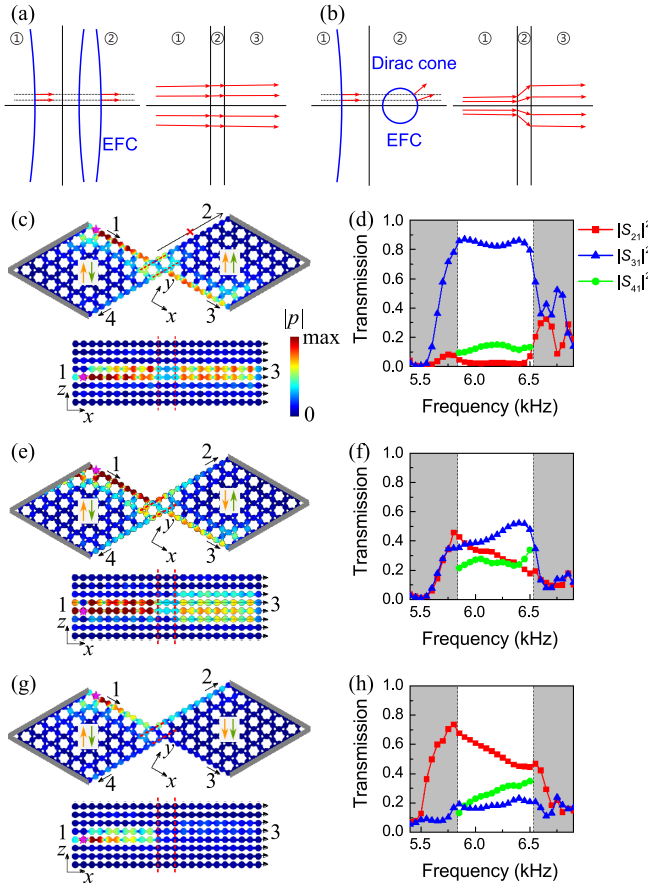 (a)
(b)
① ② ① ② ③
EFC
① ② ① ② ③
Dirac cone
EFC
(c)
1 2
4 3
y
x
|p|
max
0
1 3
z
x
(d)
1.0
0.8
0.6
0.4
0.2
0.0
Transmission
5.5 6.0 6.5
Frequency (kHz)
|S21|²
|S31|²
|S41|²
(e)
1 2
4 3
y
x
1 3
z
x
(f)
1.0
0.8
0.6
0.4
0.2
0.0
Transmission
5.5 6.0 6.5
Frequency (kHz)
(g)
1 2
4 3
y
x
1 3
z
x
(h)
1.0
0.8
0.6
0.4
0.2
0.0
Transmission
5.5 6.0 6.5
Frequency (kHz)